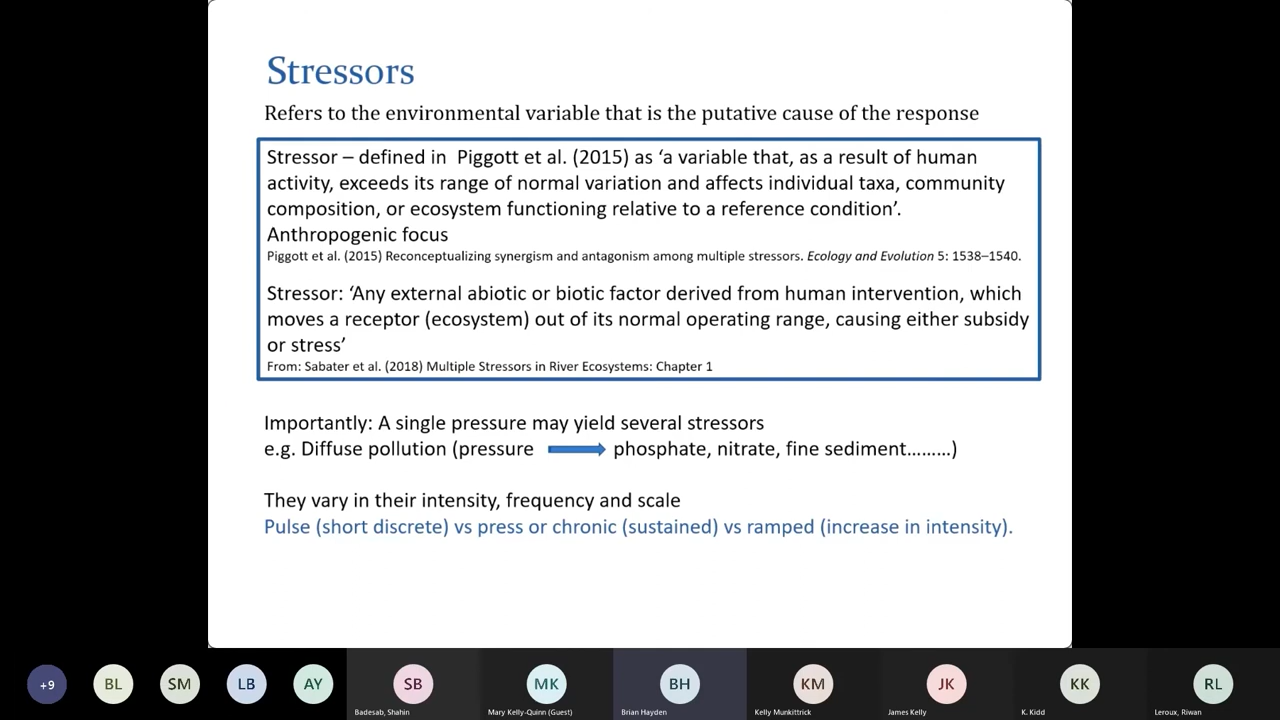 Stressors
Refers to the environmental variable that is the putative cause of the response
Stressor – defined in  Piggott et al. (2015) as ‘a variable that, as a result of human
activity, exceeds its range of normal variation and affects individual taxa, community
composition, or ecosystem functioning relative to a reference condition’.
Anthropogenic focus
Piggott et al. (2015) Reconceptualizing synergism and antagonism among multiple stressors. Ecology and Evolution 5: 1538–1540.
Stressor: ‘Any external abiotic or biotic factor derived from human intervention, which
moves a receptor (ecosystem) out of its normal operating range, causing either subsidy
or stress’
From: Sabater et al. (2018) Multiple Stressors in River Ecosystems: Chapter 1
Importantly: A single pressure may yield several stressors
e.g. Diffuse pollution (pressure phosphate, nitrate, fine sediment………)
They vary in their intensity, frequency and scale
Pulse (short discrete) vs press or chronic (sustained) vs ramped (increase in intensity).
+9 BL SM LB AY SB MK BH KM JK KK RL
Badesab, Shahin Mary Kelly-Quinn (Guest) Brian Hayden Kelly Munkittrick James Kelly K. Kidd Leroux, Riwan